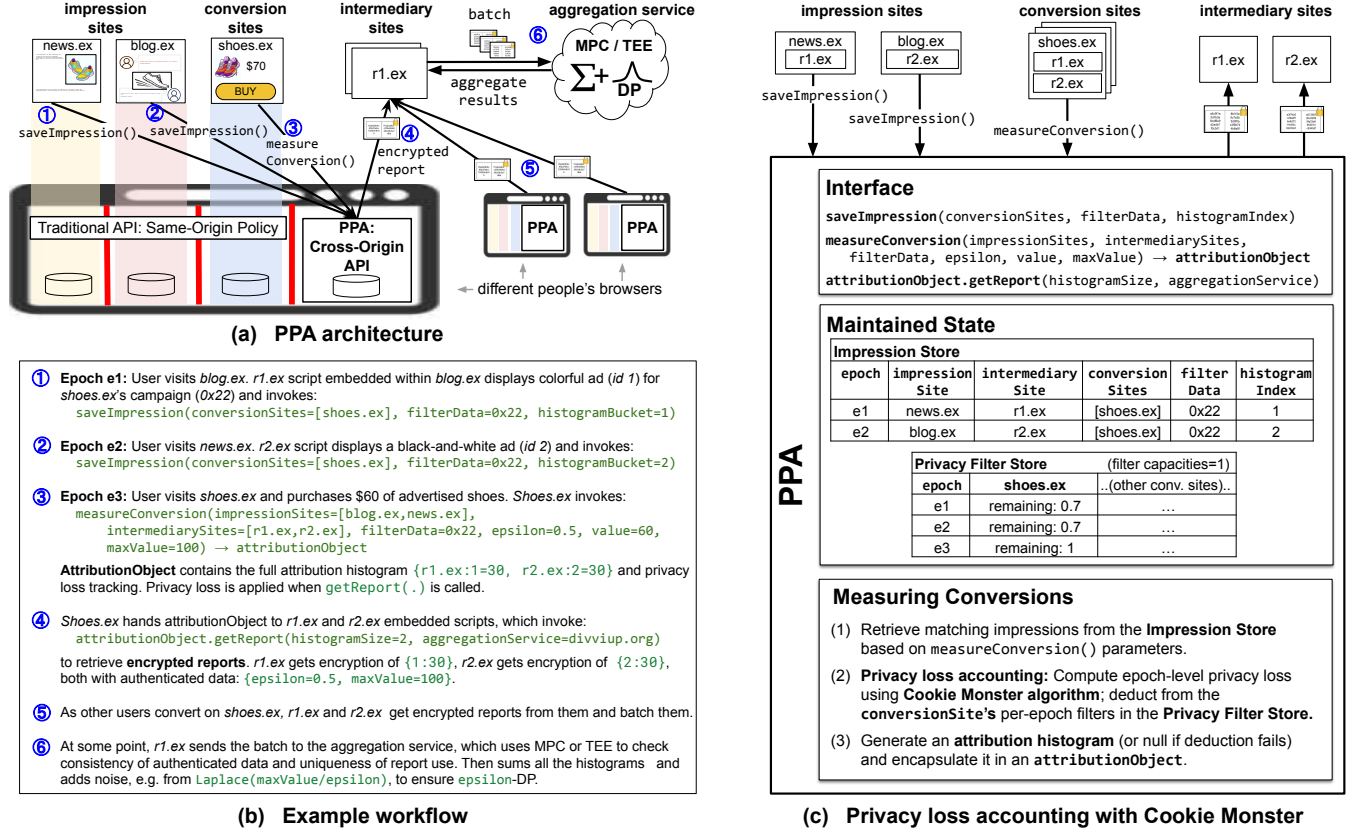 impression sites
conversion sites
intermediary sites
batch
aggregation service
news.ex
blog.ex
shoes.ex
$70
BUY
r1.ex
⑥
MPC / TEE
Σ+
DP
aggregate results
①
saveImpression()
②
saveImpression()
③
measure
Conversion()
④
encrypted
report
⑤
Traditional API: Same-Origin Policy
PPA:
Cross-Origin
API
PPA
PPA
different people's browsers
(a) PPA architecture
① Epoch e1: User visits blog.ex. r1.ex script embedded within blog.ex displays colorful ad (id 1) for
shoes.ex's campaign (0x22) and invokes:
saveImpression(conversionSites=[shoes.ex], filterData=0x22, histogramBucket=1)
② Epoch e2: User visits news.ex. r2.ex script displays a black-and-white ad (id 2) and invokes:
saveImpression(conversionSites=[shoes.ex], filterData=0x22, histogramBucket=2)
③ Epoch e3: User visits shoes.ex and purchases $60 of advertised shoes. Shoes.ex invokes:
measureConversion(impressionSites=[blog.ex,news.ex],
intermediarySites=[r1.ex,r2.ex], filterData=0x22, epsilon=0.5, value=60,
maxValue=100) → attributionObject
AttributionObject contains the full attribution histogram {r1.ex:1=30, r2.ex:2=30} and privacy
loss tracking. Privacy loss is applied when getReport(.) is called.
④ Shoes.ex hands attributionObject to r1.ex and r2.ex embedded scripts, which invoke:
attributionObject.getReport(histogramSize=2, aggregationService=divviup.org)
to retrieve encrypted reports. r1.ex gets encryption of {1:30}, r2.ex gets encryption of {2:30},
both with authenticated data: {epsilon=0.5, maxValue=100}.
⑤ As other users convert on shoes.ex, r1.ex and r2.ex get encrypted reports from them and batch them.
⑥ At some point, r1.ex sends the batch to the aggregation service, which uses MPC or TEE to check
consistency of authenticated data and uniqueness of report use. Then sums all the histograms and
adds noise, e.g. from Laplace(maxValue/epsilon), to ensure epsilon-DP.
(b) Example workflow
impression sites
conversion sites
intermediary sites
news.ex
r1.ex
blog.ex
r2.ex
shoes.ex
r1.ex
r2.ex
r1.ex
r2.ex
saveImpression()
saveImpression()
measureConversion()
PPA
Interface
saveImpression(conversionSites, filterData, histogramIndex)
measureConversion(impressionSites, intermediarySites,
filterData, epsilon, value, maxValue) → attributionObject
attributionObject.getReport(histogramSize, aggregationService)
Maintained State
Impression Store
epoch impression Site intermediary Site conversion Sites filter Data histogram Index
e1 news.ex r1.ex [shoes.ex] 0x22 1
e2 blog.ex r2.ex [shoes.ex] 0x22 2
Privacy Filter Store (filter capacities=1)
epoch shoes.ex ..(other conv. sites)..
e1 remaining: 0.7 …
e2 remaining: 0.7 …
e3 remaining: 1 …
Measuring Conversions
(1) Retrieve matching impressions from the Impression Store
based on measureConversion() parameters.
(2) Privacy loss accounting: Compute epoch-level privacy loss
using Cookie Monster algorithm; deduct from the
conversionSite's per-epoch filters in the Privacy Filter Store.
(3) Generate an attribution histogram (or null if deduction fails)
and encapsulate it in an attributionObject.
(c) Privacy loss accounting with Cookie Monster